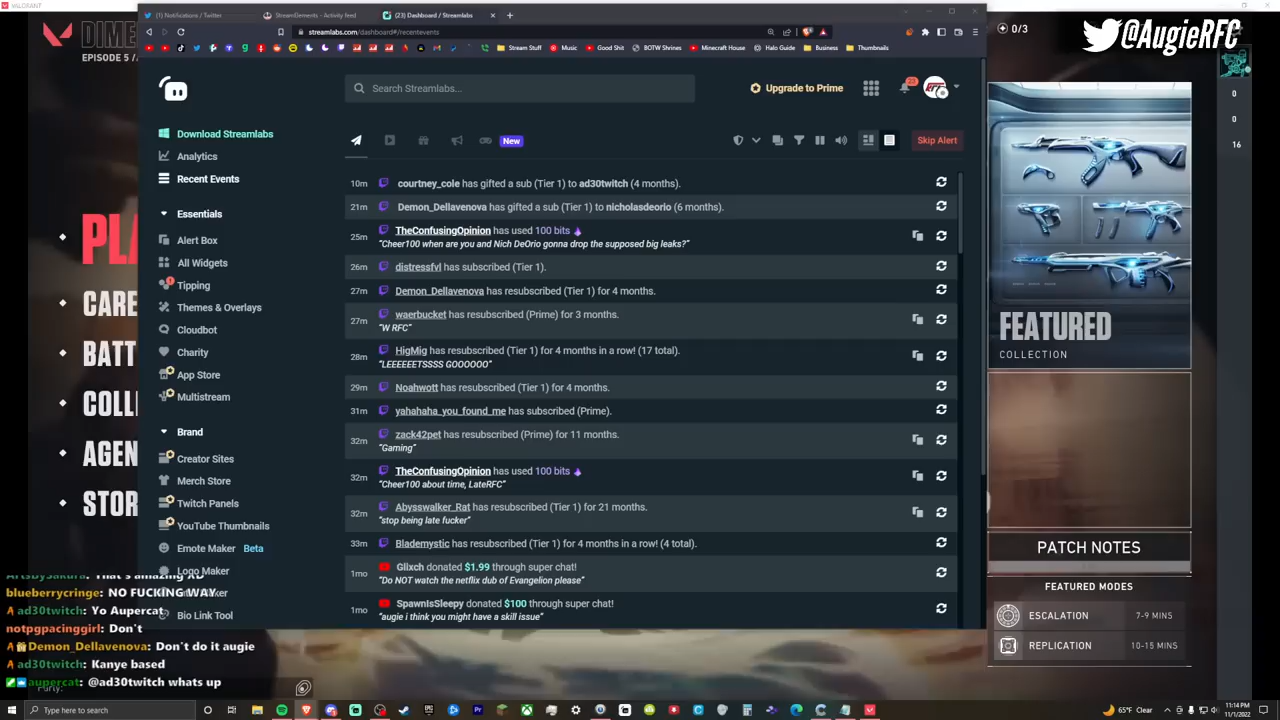 VALORANT
(1) Notifications / Twitter
StreamElements - Activity feed
(23) Dashboard / Streamlabs
streamlabs.com/dashboard#/recentevents
Stream Stuff
Music
Good Shit
BOTW Shrines
Minecraft House
Halo Guide
Business
Thumbnails
@AugieRFC
0/3
DIME
EPISODE 5 /
Search Streamlabs...
Upgrade to Prime
23
0
0
16
Download Streamlabs
Analytics
Recent Events
Essentials
Alert Box
All Widgets
Tipping
Themes & Overlays
Cloudbot
Charity
App Store
Multistream
Brand
Creator Sites
Merch Store
Twitch Panels
YouTube Thumbnails
Emote Maker Beta
Logo Maker
Bio Link Tool
New
Skip Alert
10m courtney_cole has gifted a sub (Tier 1) to ad30twitch (4 months).
21m Demon_Dellavenova has gifted a sub (Tier 1) to nicholasdeorio (6 months).
25m TheConfusingOpinion has used 100 bits
"Cheer100 when are you and Nich DeOrio gonna drop the supposed big leaks?"
26m distressfvl has subscribed (Tier 1).
27m Demon_Dellavenova has resubscribed (Tier 1) for 4 months.
27m waerbucket has resubscribed (Prime) for 3 months.
"W RFC"
28m HigMig has resubscribed (Tier 1) for 4 months in a row! (17 total).
"LEEEEEETSSSS GOOOOOO"
29m Noahwott has resubscribed (Tier 1) for 4 months.
31m yahahaha_you_found_me has subscribed (Prime).
32m zack42pet has resubscribed (Prime) for 11 months.
"Gaming"
32m TheConfusingOpinion has used 100 bits
"Cheer100 about time, LateRFC"
32m Abysswalker_Rat has resubscribed (Tier 1) for 21 months.
"stop being late fucker"
33m Blademystic has resubscribed (Tier 1) for 4 months in a row! (4 total).
1mo Glixch donated $1.99 through super chat!
"Do NOT watch the netflix dub of Evangelion please"
1mo SpawnIsSleepy donated $100 through super chat!
"augie i think you might have a skill issue"
PL
CARE
BATT
COLL
AGEN
STOR
FEATURED
COLLECTION
PATCH NOTES
FEATURED MODES
ESCALATION 7-9 MINS
REPLICATION 10-15 MINS
ArtsBySakura: That's amazing XD
blueberrycringe: NO FUCKING WAY
ad30twitch: Yo Aupercat
notpgpacinggirl: Don't
Demon_Dellavenova: Don't do it augie
ad30twitch: Kanye based
aupercat: @ad30twitch whats up
Type here to search
65°F Clear
11:14 PM
11/1/2022